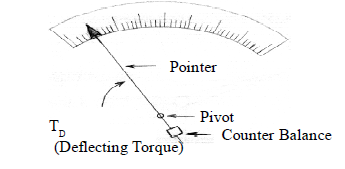 Pointer
Pivot
T_D
Counter Balance
(Deflecting Torque)